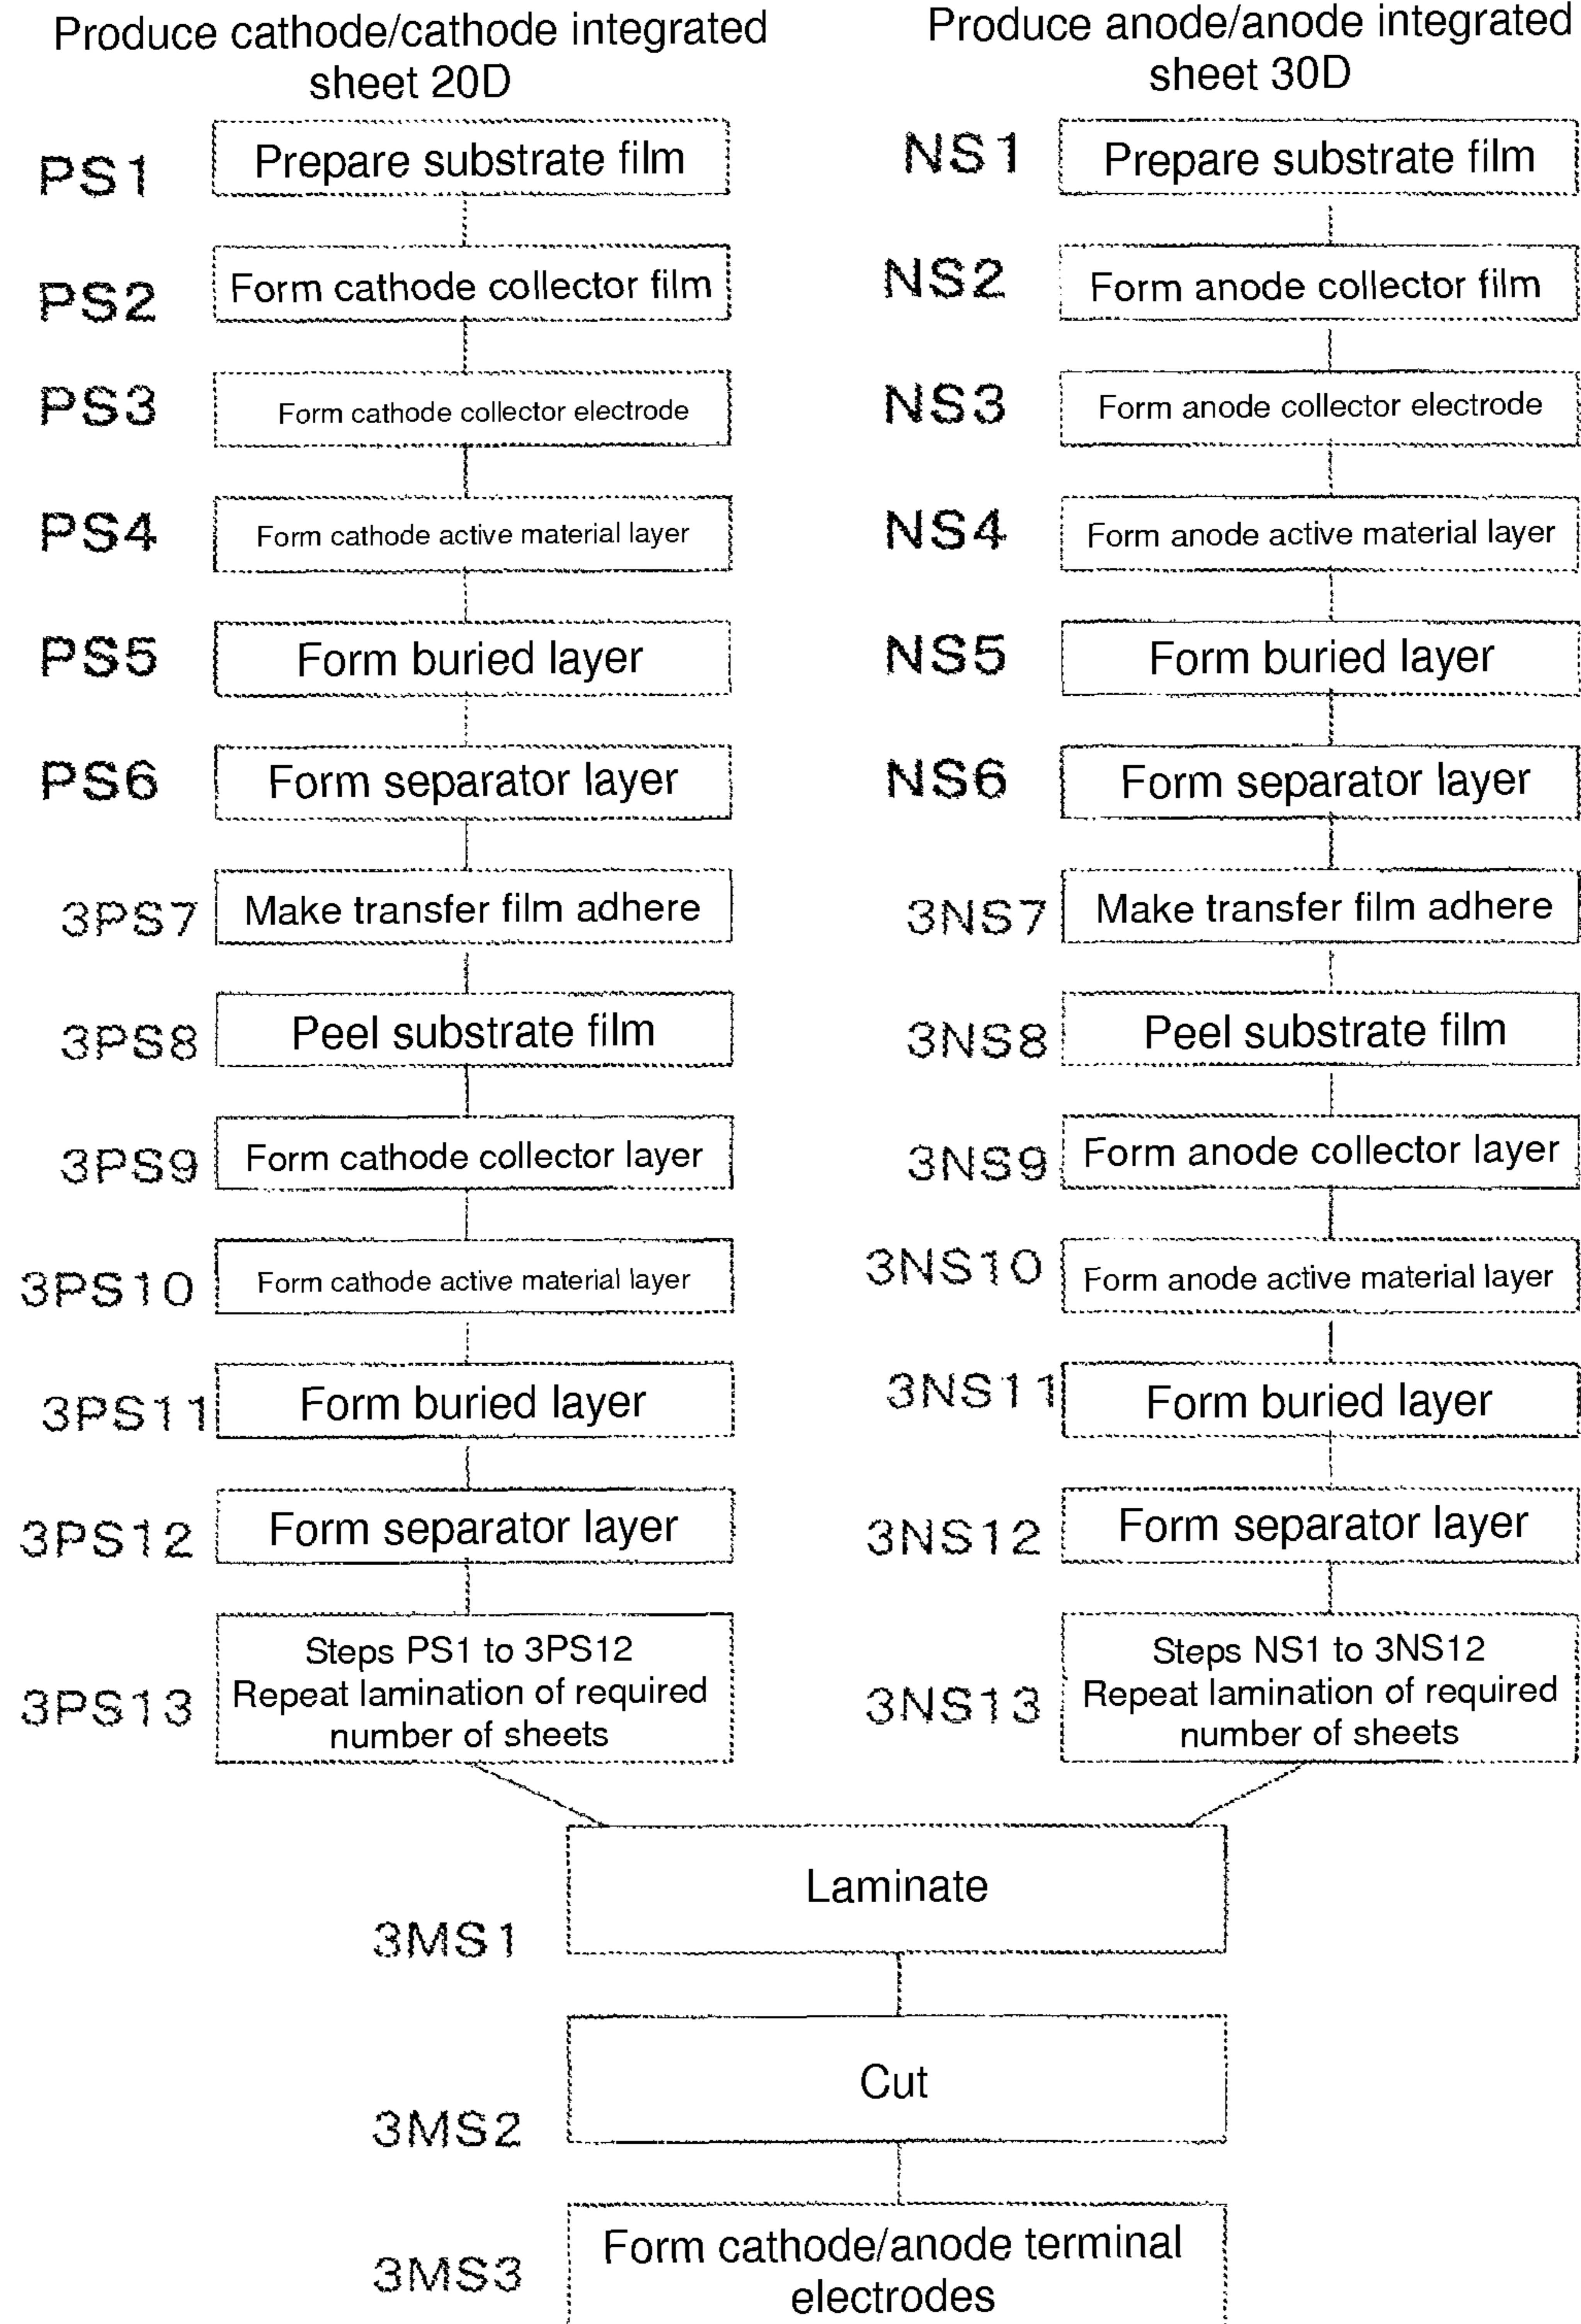 Produce cathode/cathode integrated
sheet 20D
PS1
Prepare substrate film
PS2
Form cathode collector film
PS3
Form cathode collector electrode
PS4
Form cathode active material layer
PS5
Form buried layer
PS6
Form separator layer
3PS7
Make transfer film adhere
3PS8
Peel substrate film
3PS9
Form cathode collector layer
3PS10
Form cathode active material layer
3PS11
Form buried layer
3PS12
Form separator layer
3PS13
Steps PS1 to 3PS12
Repeat lamination of required
number of sheets
Produce anode/anode integrated
sheet 30D
NS1
Prepare substrate film
NS2
Form anode collector film
NS3
Form anode collector electrode
NS4
Form anode active material layer
NS5
Form buried layer
NS6
Form separator layer
3NS7
Make transfer film adhere
3NS8
Peel substrate film
3NS9
Form anode collector layer
3NS10
Form anode active material layer
3NS11
Form buried layer
3NS12
Form separator layer
3NS13
Steps NS1 to 3NS12
Repeat lamination of required
number of sheets
3MS1
Laminate
3MS2
Cut
3MS3
Form cathode/anode terminal
electrodes